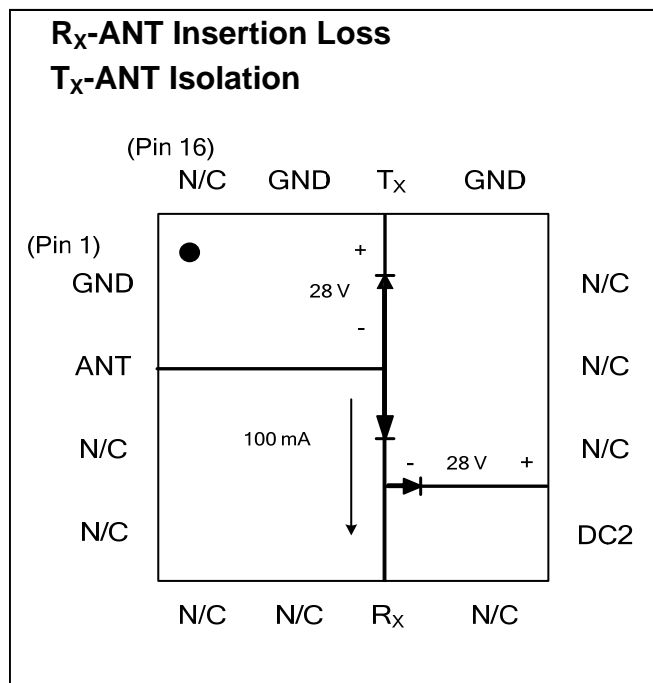 Rx-ANT Insertion Loss
Tx-ANT Isolation
(Pin 16)
N/C GND Tx GND
(Pin 1)
GND
+
28 V
-
N/C
ANT
N/C
N/C
100 mA
N/C
- 28 V +
N/C
DC2
N/C N/C Rx N/C